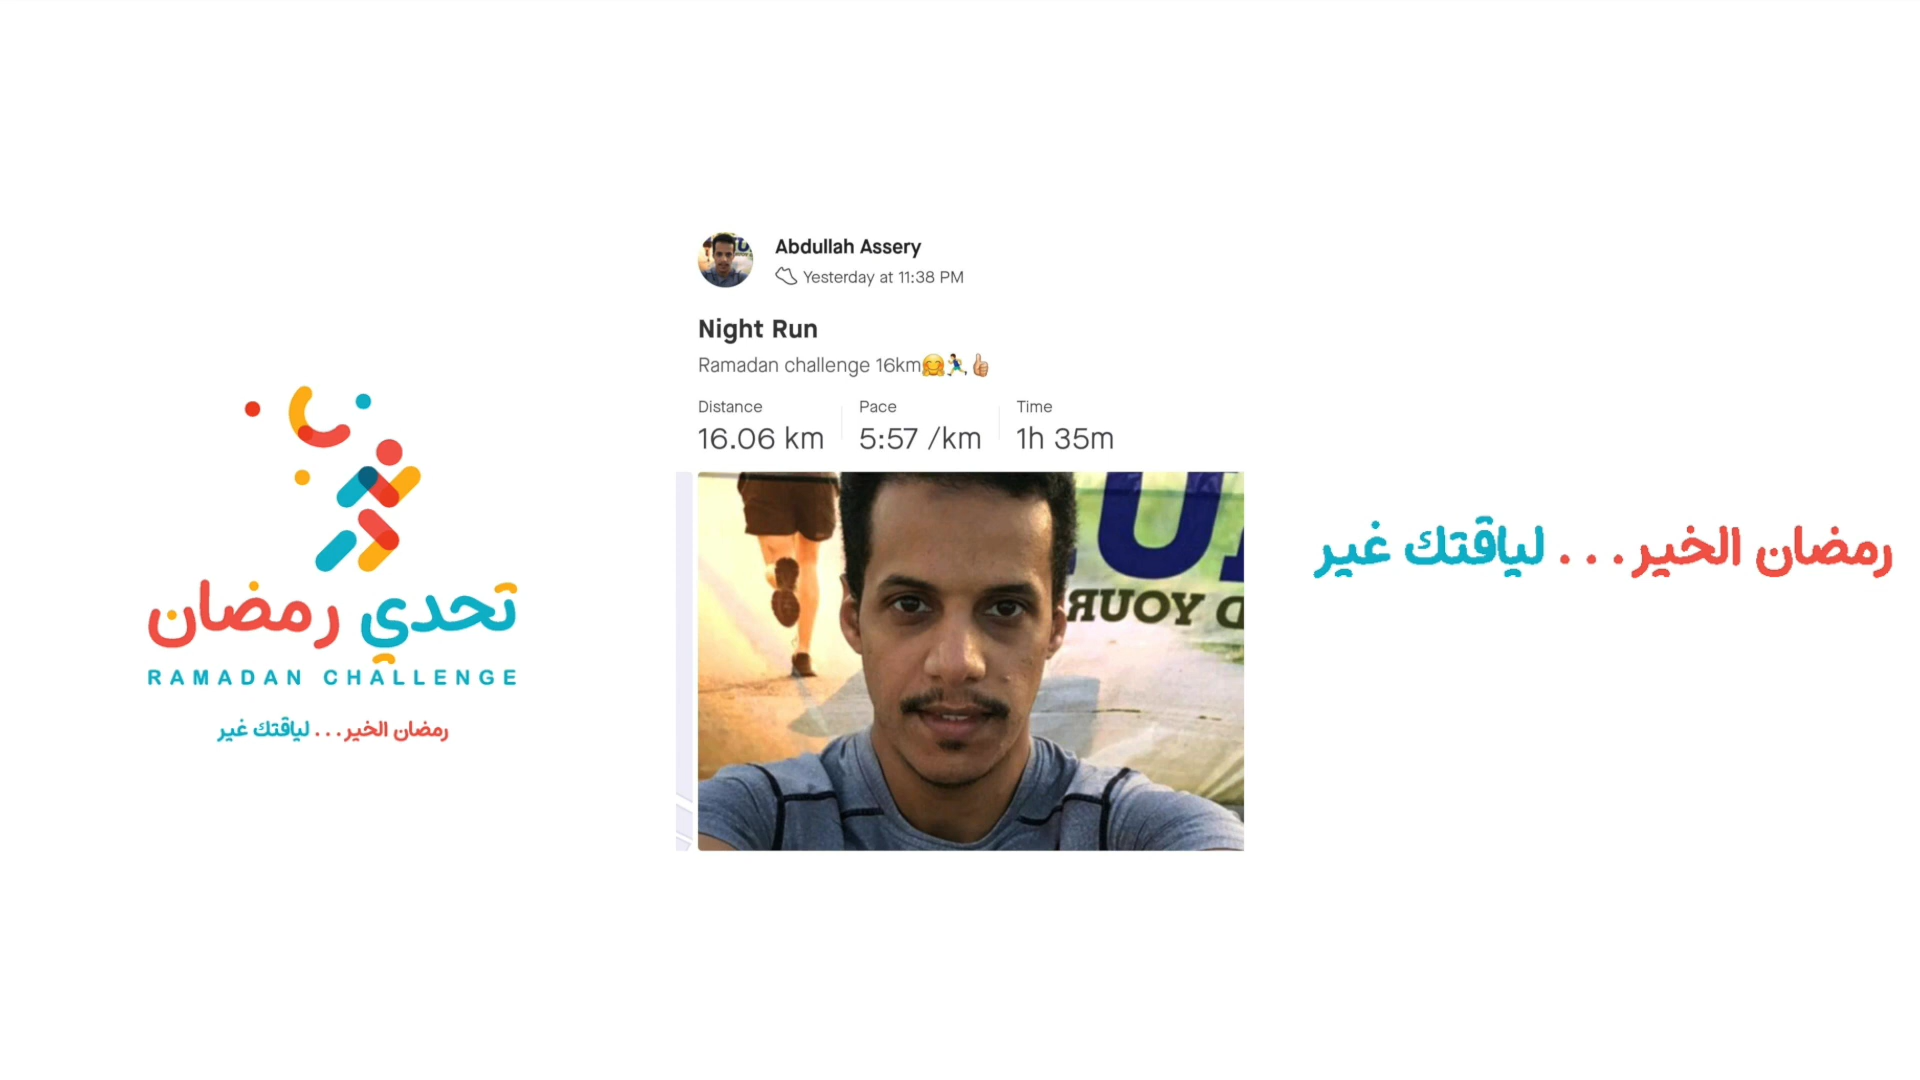 تحدي رمضان
RAMADAN CHALLENGE
رمضان الخير... لياقتك غير
Abdullah Assery
Yesterday at 11:38 PM
Night Run
Ramadan challenge 16km🤗🏃🏻‍♂️👍🏼
Distance
Pace
Time
16.06 km
5:57 /km
1h 35m
YOUR
رمضان الخير... لياقتك غير